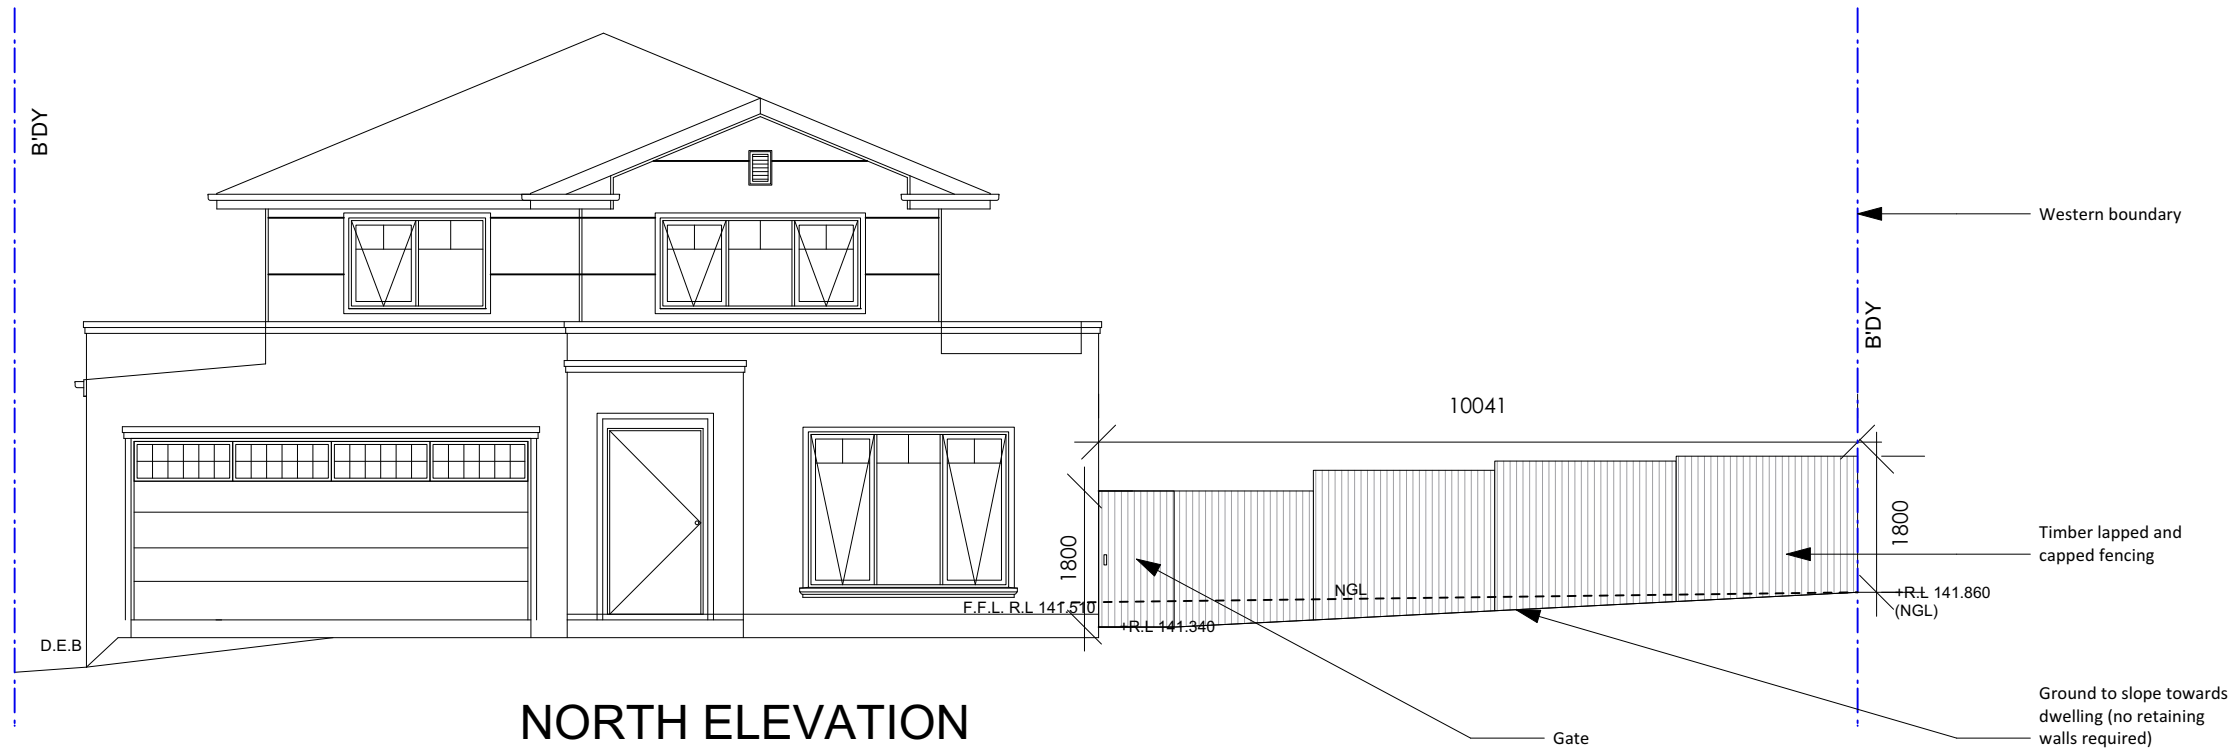 B'DY
Western boundary
B'DY
10041
1800
1800
Timber lapped and
capped fencing
NGL
F.F.L. R.L 141.510
+R.L 141.860
(NGL)
+R.L 141.340
D.E.B
Ground to slope towards
dwelling (no retaining
walls required)
NORTH ELEVATION
Gate